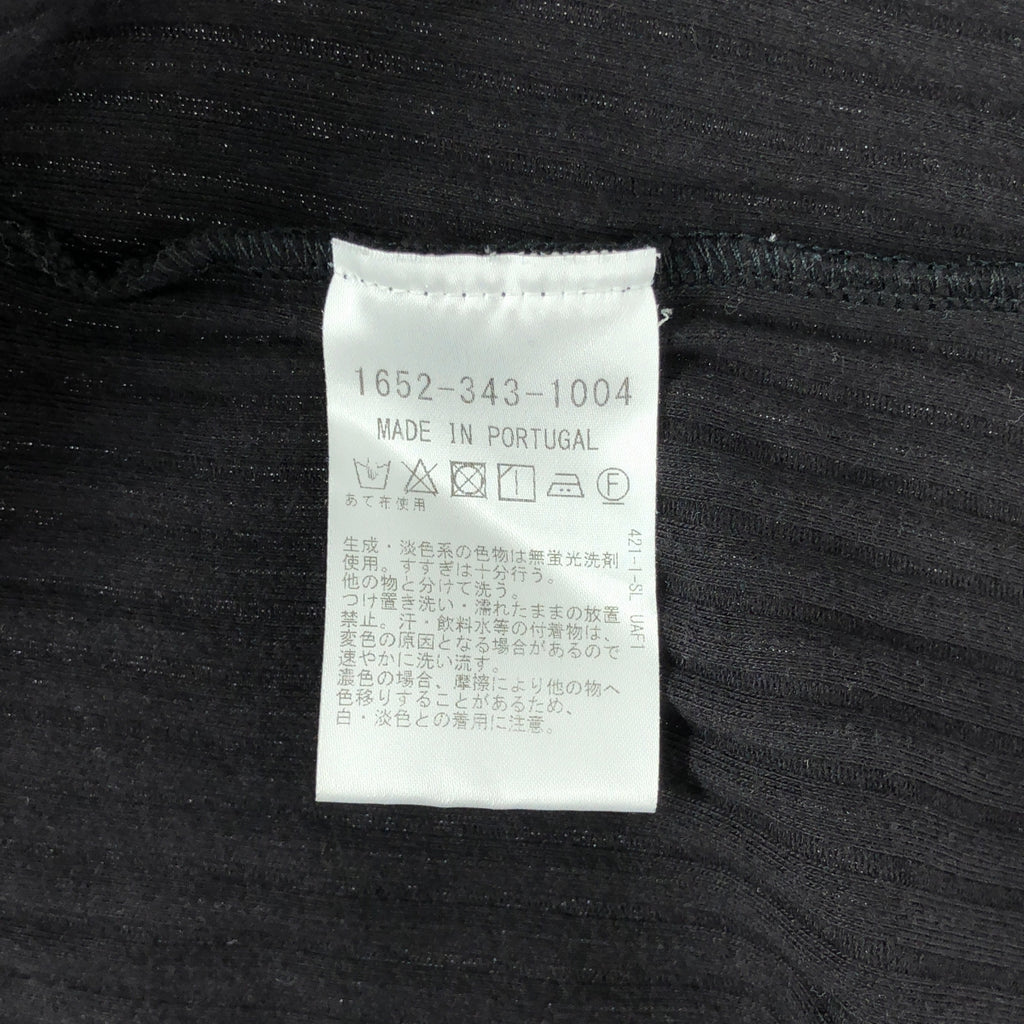 1652-343-1004
MADE IN PORTUGAL
F
あて布使用
生成・淡色系の色物は無蛍光洗剤
使用。すすぎは十分行う。
他の物と分けて洗う。
つけ置き洗い・濡れたままの放置
禁止。汗・飲料水等の付着物は、
変色の原因となる場合があるので
速やかに洗い流す。
濃色の場合、摩擦により他の物へ
色移りすることがあるため、
白・淡色との着用に注意。
421-1-SL UAF1